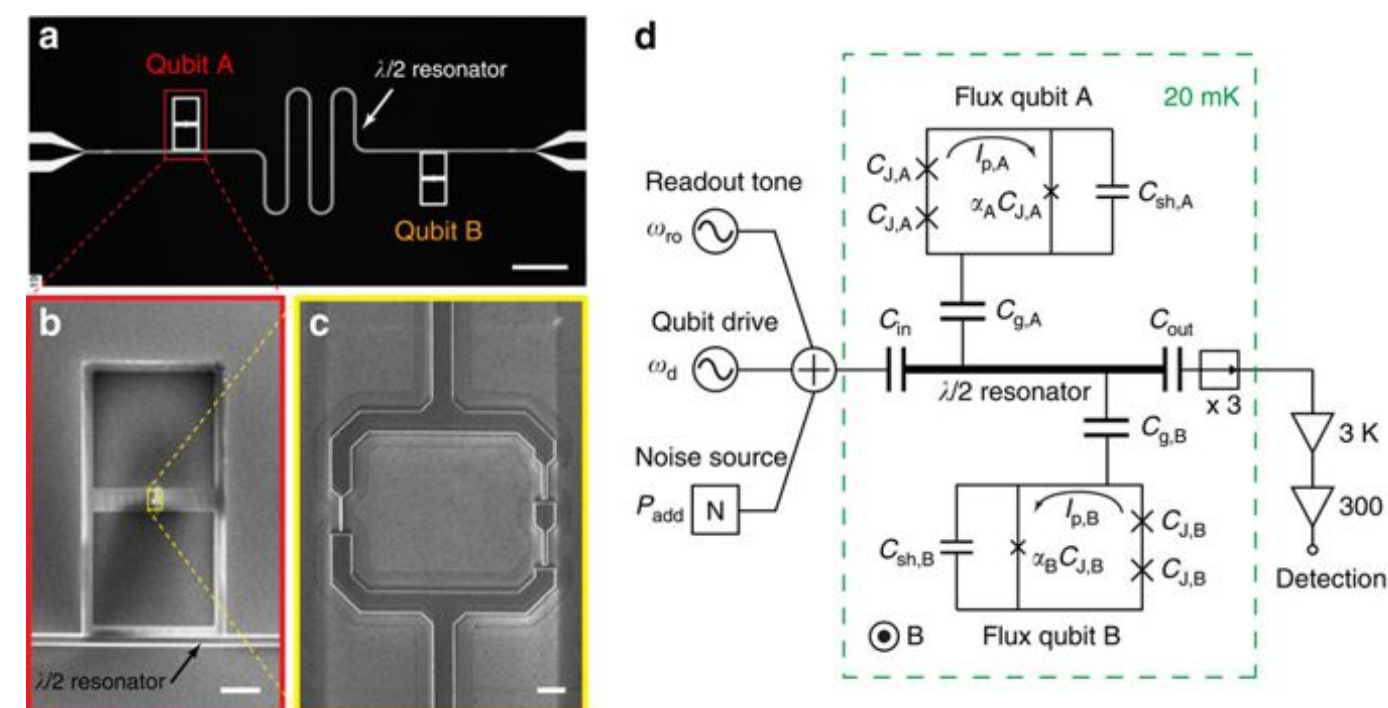 a
Qubit A
λ/2 resonator
Qubit B
b
λ/2 resonator
c
d
20 mK
Flux qubit A
I_p,A
C_J,A
C_J,A
α_A C_J,A
C_sh,A
Readout tone
ω_ro
Qubit drive
ω_d
Noise source
P_add
N
C_in
C_g,A
C_out
λ/2 resonator
x 3
3 K
300
Detection
C_g,B
I_p,B
C_sh,B
α_B C_J,B
C_J,B
C_J,B
B
Flux qubit B